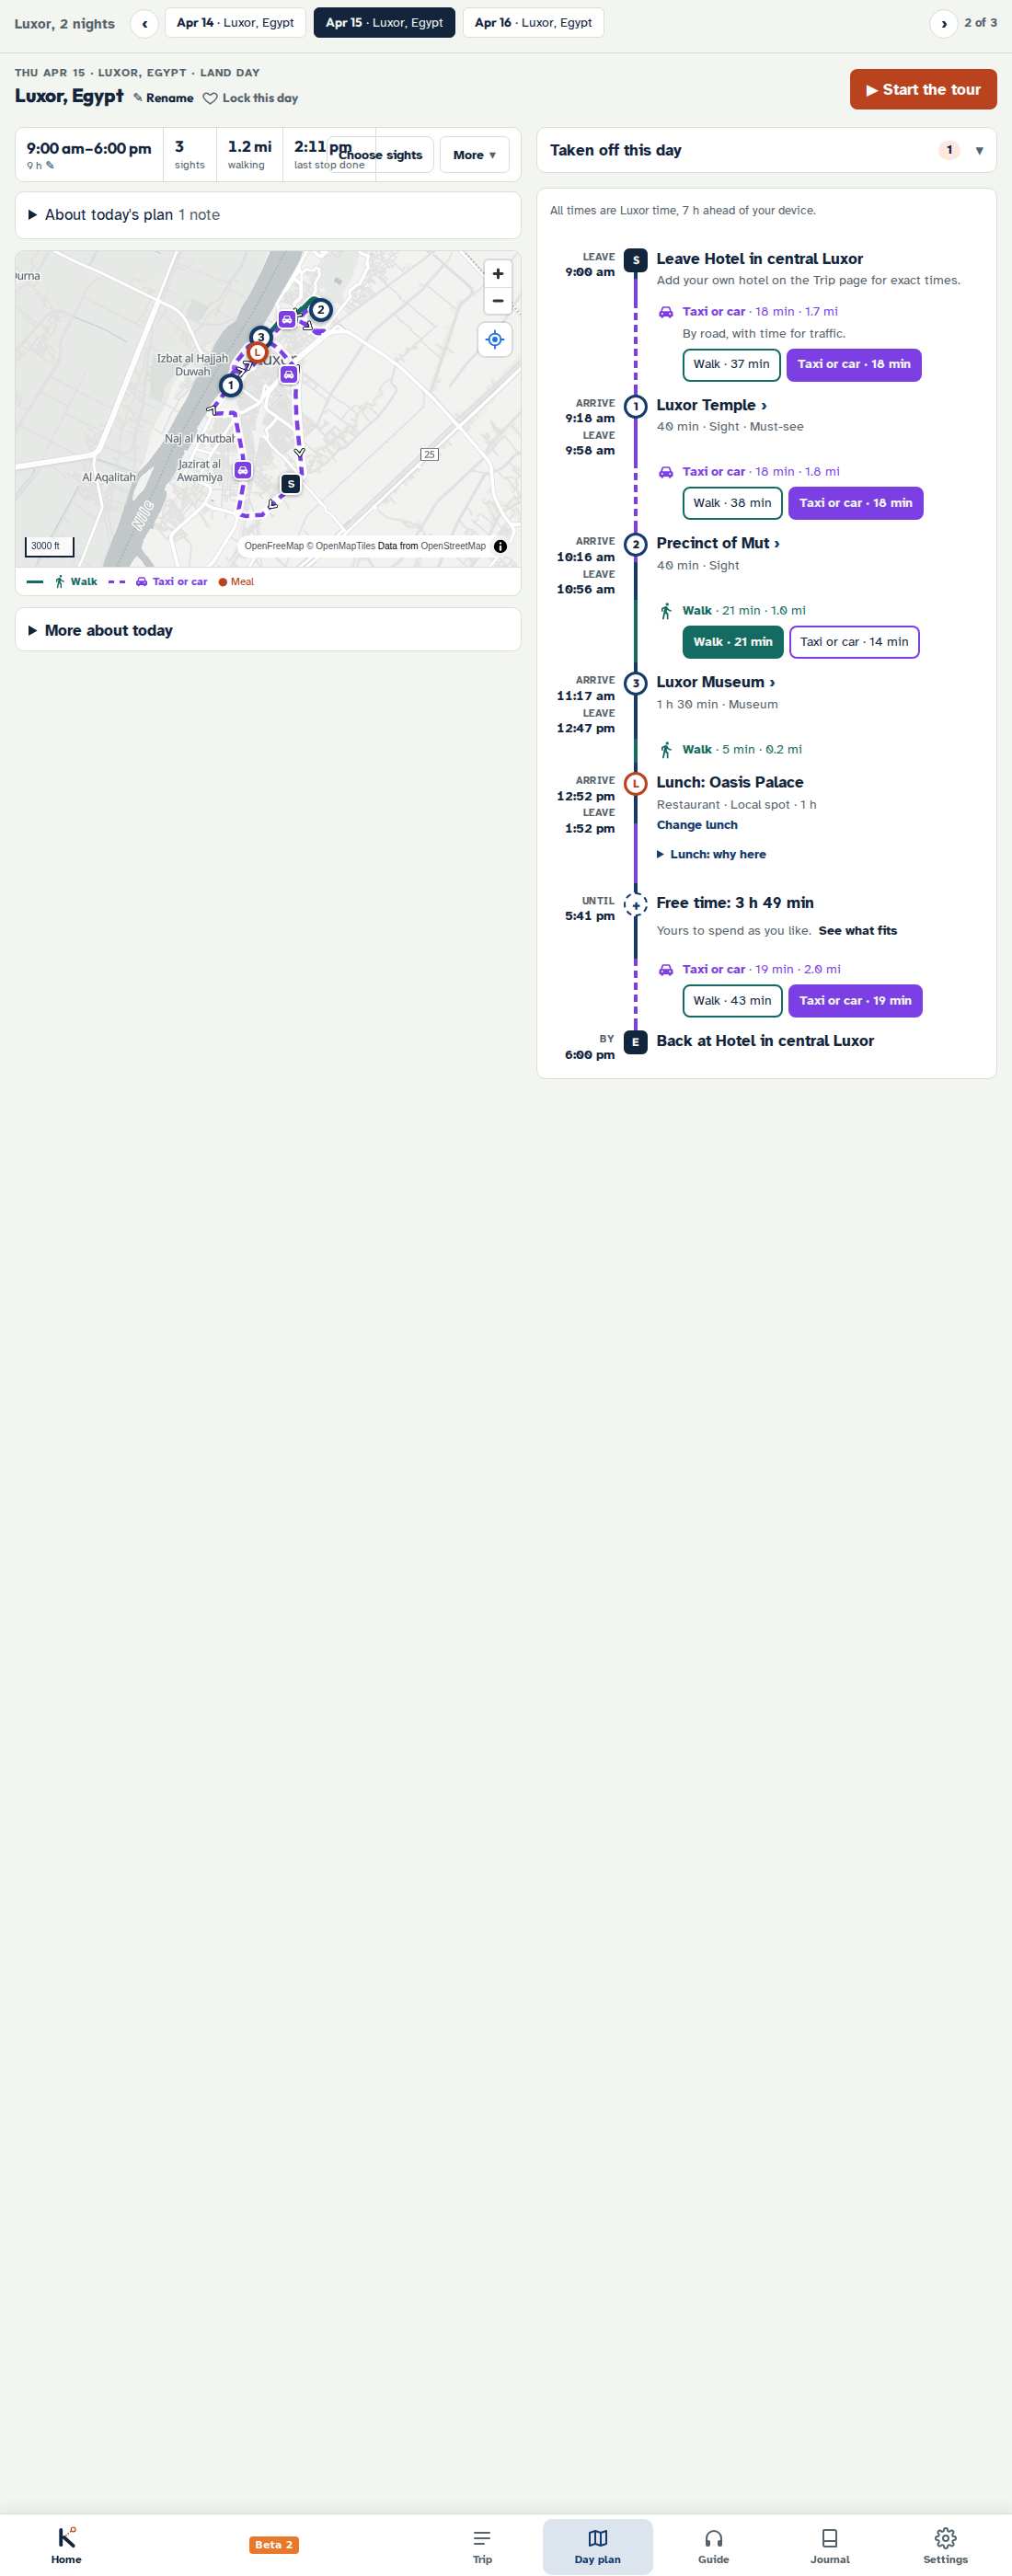 Luxor, 2 nights
‹
Apr 14 · Luxor, Egypt
Apr 15 · Luxor, Egypt
Apr 16 · Luxor, Egypt
›
2 of 3
THU APR 15 · LUXOR, EGYPT · LAND DAY
Luxor, Egypt
✎ Rename
Lock this day
▶ Start the tour
9:00 am–6:00 pm
9 h ✎
3
sights
1.2 mi
walking
2:11 pm
last stop done
Choose sights
More ▾
▶ About today's plan 1 note
urna
Izbat al Hajjah
Duwah
Naj al Khutbah
Jazirat al
Awamiya
Al Aqalitah
Nile
25
2
3
L
1
S
+
−
3000 ft
OpenFreeMap © OpenMapTiles Data from OpenStreetMap
Walk
Taxi or car
Meal
▶ More about today
Taken off this day
1
▾
All times are Luxor time, 7 h ahead of your device.
LEAVE
9:00 am
S
Leave Hotel in central Luxor
Add your own hotel on the Trip page for exact times.
Taxi or car · 18 min · 1.7 mi
By road, with time for traffic.
Walk · 37 min
Taxi or car · 18 min
ARRIVE
9:18 am
LEAVE
9:58 am
1
Luxor Temple ›
40 min · Sight · Must-see
Taxi or car · 18 min · 1.8 mi
Walk · 38 min
Taxi or car · 18 min
ARRIVE
10:16 am
LEAVE
10:56 am
2
Precinct of Mut ›
40 min · Sight
Walk · 21 min · 1.0 mi
Walk · 21 min
Taxi or car · 14 min
ARRIVE
11:17 am
LEAVE
12:47 pm
3
Luxor Museum ›
1 h 30 min · Museum
Walk · 5 min · 0.2 mi
ARRIVE
12:52 pm
LEAVE
1:52 pm
L
Lunch: Oasis Palace
Restaurant · Local spot · 1 h
Change lunch
▶ Lunch: why here
UNTIL
5:41 pm
+
Free time: 3 h 49 min
Yours to spend as you like. See what fits
Taxi or car · 19 min · 2.0 mi
Walk · 43 min
Taxi or car · 19 min
BY
6:00 pm
E
Back at Hotel in central Luxor
Home
Beta 2
Trip
Day plan
Guide
Journal
Settings